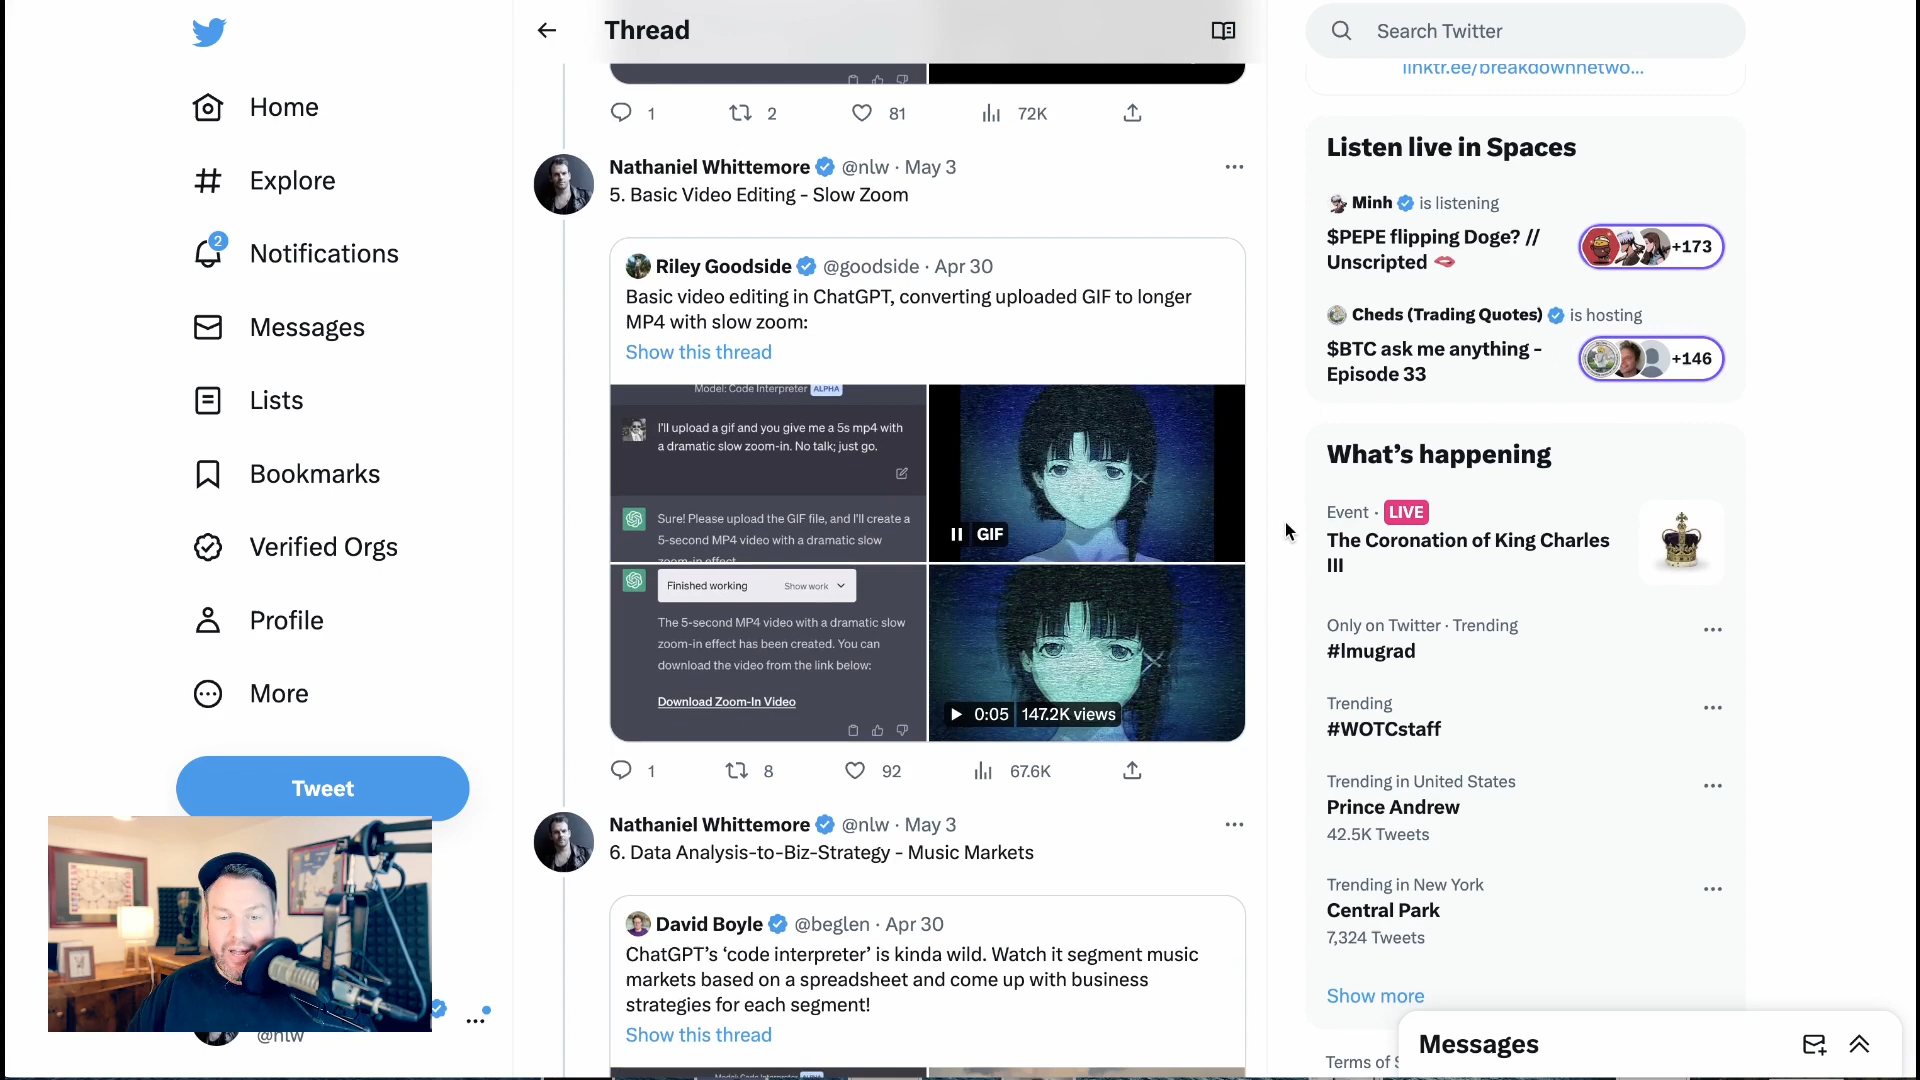 Home
Explore
2
Notifications
Messages
Lists
Bookmarks
Verified Orgs
Profile
More
Tweet
@nlw
Thread
1 2 81 72K
Nathaniel Whittemore @nlw · May 3
5. Basic Video Editing - Slow Zoom
Riley Goodside @goodside · Apr 30
Basic video editing in ChatGPT, converting uploaded GIF to longer
MP4 with slow zoom:
Show this thread
Model: Code Interpreter ALPHA
I'll upload a gif and you give me a 5s mp4 with
a dramatic slow zoom-in. No talk; just go.
Sure! Please upload the GIF file, and I'll create a
5-second MP4 video with a dramatic slow
zoom-in effect
GIF
Finished working Show work
The 5-second MP4 video with a dramatic slow
zoom-in effect has been created. You can
download the video from the link below:
Download Zoom-In Video
0:05 147.2K views
1 8 92 67.6K
Nathaniel Whittemore @nlw · May 3
6. Data Analysis-to-Biz-Strategy - Music Markets
David Boyle @beglen · Apr 30
ChatGPT's 'code interpreter' is kinda wild. Watch it segment music
markets based on a spreadsheet and come up with business
strategies for each segment!
Show this thread
Model: Code Interpreter ALPHA
Search Twitter
linktr.ee/breakdownnetwo...
Listen live in Spaces
Minh is listening
$PEPE flipping Doge? //
Unscripted
+173
Cheds (Trading Quotes) is hosting
$BTC ask me anything -
Episode 33
+146
What's happening
Event · LIVE
The Coronation of King Charles
III
Only on Twitter · Trending
#lmugrad
Trending
#WOTCstaff
Trending in United States
Prince Andrew
42.5K Tweets
Trending in New York
Central Park
7,324 Tweets
Show more
Terms of
Messages